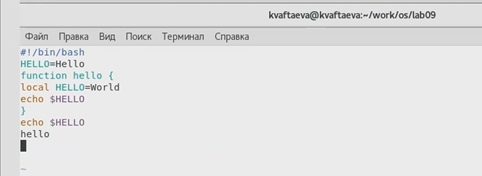 kvaftaeva@kvaftaeva:~/work/os/lab09
Файл Правка Вид Поиск Терминал Справка
#!/bin/bash
HELLO=Hello
function hello {
local HELLO=World
echo $HELLO
}
echo $HELLO
hello
~